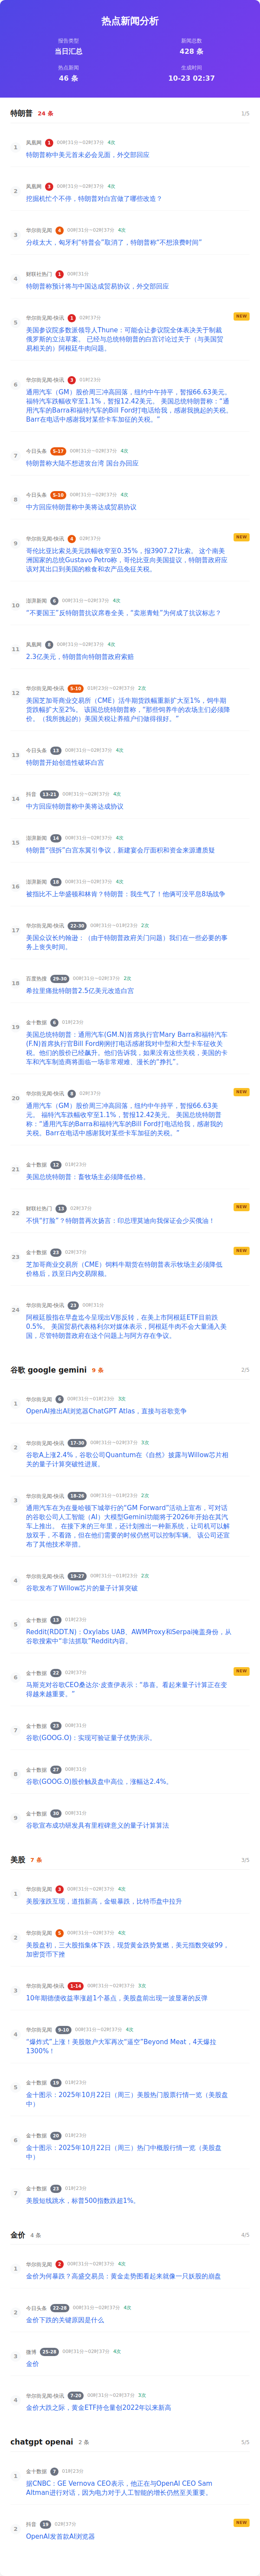 热点新闻分析
报告类型
新闻总数
当日汇总
428 条
热点新闻
生成时间
46 条
10-23 02:37
特朗普 24 条 1/5
1
凤凰网 1 00时31分~02时37分 4次
特朗普称中美元首未必会见面，外交部回应
2
凤凰网 3 00时31分~02时37分 4次
挖掘机忙个不停，特朗普对白宫做了哪些改造？
3
华尔街见闻 4 00时31分~02时37分 4次
分歧太大，匈牙利“特普会”取消了，特朗普称“不想浪费时间”
4
财联社热门 1 00时31分
特朗普预计将与中国达成贸易协议，外交部回应
5
华尔街见闻-快讯 1 02时37分 NEW
美国参议院多数派领导人Thune：可能会让参议院全体表决关于制裁
俄罗斯的立法草案。 已经与总统特朗普的白宫讨论过关于（与美国贸
易相关的）阿根廷牛肉问题。
6
华尔街见闻-快讯 3 01时23分
通用汽车（GM）股价周三冲高回落，纽约中午持平，暂报66.63美元。
福特汽车跌幅收窄至1.1%，暂报12.42美元。 美国总统特朗普称：“通
用汽车的Barra和福特汽车的Bill Ford打电话给我，感谢我挑起的关税。
Barr在电话中感谢我对某些卡车加征的关税。”
7
今日头条 5-17 00时31分~02时37分 4次
特朗普称大陆不想进攻台湾 国台办回应
8
今日头条 5-10 00时31分~02时37分 4次
中方回应特朗普称中美将达成贸易协议
9
华尔街见闻-快讯 4 02时37分 NEW
哥伦比亚比索兑美元跌幅收窄至0.35%，报3907.27比索。 这个南美
洲国家的总统Gustavo Petro称，哥伦比亚向美国提议，特朗普政府应
该对其出口到美国的粮食和农产品免征关税。
10
澎湃新闻 6 00时31分~02时37分 4次
“不要国王”反特朗普抗议席卷全美，“卖崽青蛙”为何成了抗议标志？
11
凤凰网 8 00时31分~02时37分 4次
2.3亿美元，特朗普向特朗普政府索赔
12
华尔街见闻-快讯 5-10 01时23分~02时37分 2次
美国芝加哥商业交易所（CME）活牛期货跌幅重新扩大至1%，饲牛期
货跌幅扩大至2%。 该国总统特朗普称，“那些饲养牛的农场主们必须降
价。（我所挑起的）美国关税让养殖户们做得很好。”
13
今日头条 13 00时31分~02时37分 4次
特朗普开始创造性破坏白宫
14
抖音 13-21 00时31分~02时37分 4次
中方回应特朗普称中美将达成协议
15
澎湃新闻 14 00时31分~02时37分 4次
特朗普“强拆”白宫东翼引争议，新建宴会厅面积和资金来源遭质疑
16
澎湃新闻 19 00时31分~02时37分 4次
被指比不上华盛顿和林肯？特朗普：我生气了！他俩可没平息8场战争
17
华尔街见闻-快讯 22-30 00时31分~01时23分 2次
美国众议长约翰逊：（由于特朗普政府关门问题）我们在一些必要的事
务上丧失时间。
18
百度热搜 29-30 00时31分~02时37分 2次
希拉里痛批特朗普2.5亿美元改造白宫
19
金十数据 6 01时23分
美国总统特朗普：通用汽车(GM.N)首席执行官Mary Barra和福特汽车
(F.N)首席执行官Bill Ford刚刚打电话感谢我对中型和大型卡车征收关
税。他们的股价已经飙升。他们告诉我，如果没有这些关税，美国的卡
车和汽车制造商将面临一场非常艰难、漫长的“挣扎”。
20
华尔街见闻-快讯 8 02时37分 NEW
通用汽车（GM）股价周三冲高回落，纽约中午持平，暂报66.63美
元。 福特汽车跌幅收窄至1.1%，暂报12.42美元。 美国总统特朗普
称：“通用汽车的Barra和福特汽车的Bill Ford打电话给我，感谢我的
关税。Barr在电话中感谢我对某些卡车加征的关税。”
21
金十数据 12 01时23分
美国总统特朗普：畜牧场主必须降低价格。
22
财联社热门 13 02时37分 NEW
不惧“打脸”？特朗普再次扬言：印总理莫迪向我保证会少买俄油！
23
金十数据 23 02时37分 NEW
芝加哥商业交易所（CME）饲料牛期货在特朗普表示牧场主必须降低
价格后，跌至日内交易限额。
24
华尔街见闻-快讯 23 00时31分
阿根廷股指在早盘迄今呈现出V形反转，在美上市阿根廷ETF目前跌
0.5%。 美国贸易代表格利尔对媒体表示，阿根廷牛肉不会大量涌入美
国，尽管特朗普政府在这个问题上与阿方存在争议。
谷歌 google gemini 9 条 2/5
1
华尔街见闻 6 00时31分~01时23分 3次
OpenAI推出AI浏览器ChatGPT Atlas，直接与谷歌竞争
2
华尔街见闻-快讯 17-30 00时31分~02时37分 3次
谷歌A上涨2.4%，谷歌公司Quantum在《自然》披露与Willow芯片相
关的量子计算突破性进展。
3
华尔街见闻-快讯 18-26 00时31分~01时23分 2次
通用汽车在为在曼哈顿下城举行的“GM Forward”活动上宣布，可对话
的谷歌公司人工智能（AI）大模型Gemini功能将于2026年开始在其汽
车上推出。 在接下来的三年里，还计划推出一种新系统，让司机可以解
放双手，不看路，但在他们需要的时候仍然可以控制车辆。 该公司还宣
布了其他技术举措。
4
华尔街见闻-快讯 19-27 00时31分~01时23分 2次
谷歌发布了Willow芯片的量子计算突破
5
金十数据 13 01时23分
Reddit(RDDT.N)：Oxylabs UAB、AWMProxy和Serpai掩盖身份，从
谷歌搜索中“非法抓取”Reddit内容。
6
金十数据 22 02时37分 NEW
马斯克对谷歌CEO桑达尔·皮查伊表示：“恭喜。看起来量子计算正在变
得越来越重要。”
7
金十数据 23 00时31分
谷歌(GOOG.O)：实现可验证量子优势演示。
8
金十数据 27 00时31分
谷歌(GOOG.O)股价触及盘中高位，涨幅达2.4%。
9
金十数据 30 00时31分
谷歌宣布成功研发具有里程碑意义的量子计算算法
美股 7 条 3/5
1
华尔街见闻 3 00时31分~02时37分 4次
美股涨跌互现，道指新高，金银暴跌，比特币盘中拉升
2
华尔街见闻 5 00时31分~02时37分 4次
美股盘初，三大股指集体下跌，现货黄金跌势复燃，美元指数突破99，
加密货币下挫
3
华尔街见闻-快讯 1-14 00时31分~01时23分 3次
10年期德债收益率涨超1个基点，美股盘前出现一波显著的反弹
4
华尔街见闻 9-10 00时31分~02时37分 4次
“爆炸式”上涨！美股散户大军再次“逼空”Beyond Meat，4天爆拉
1300%！
5
金十数据 19 01时23分
金十图示：2025年10月22日（周三）美股热门股票行情一览（美股盘
中）
6
金十数据 20 01时23分
金十图示：2025年10月22日（周三）热门中概股行情一览（美股盘
中）
7
金十数据 23 01时23分
美股短线跳水，标普500指数跌超1%。
金价 4 条 4/5
1
华尔街见闻 2 00时31分~02时37分 4次
金价为何暴跌？高盛交易员：黄金走势图看起来就像一只妖股的崩盘
2
今日头条 22-28 00时31分~02时37分 4次
金价下跌的关键原因是什么
3
微博 25-28 00时31分~02时37分 4次
金价
4
华尔街见闻-快讯 7-20 00时31分~02时37分 3次
金价大跌之际，黄金ETF持仓量创2022年以来新高
chatgpt openai 2 条 5/5
1
金十数据 7 01时23分
据CNBC：GE Vernova CEO表示，他正在与OpenAI CEO Sam
Altman进行对话，因为电力对于人工智能的增长仍然至关重要。
2
抖音 19 02时37分 NEW
OpenAI发首款AI浏览器